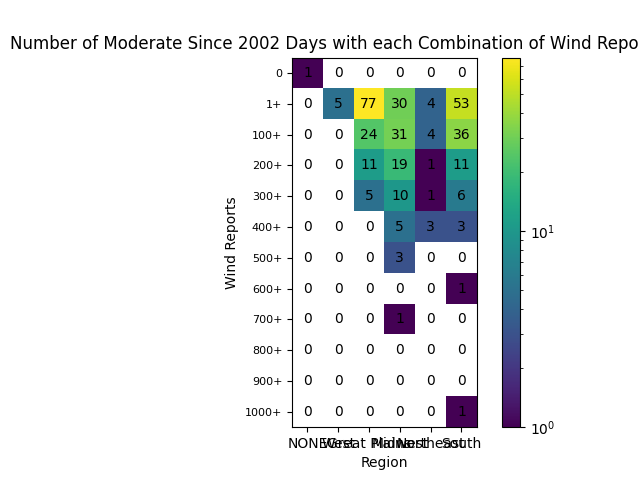 Number of Moderate Since 2002 Days with each Combination of Wind Repo
0 1 0 0 0 0 0
1+ 0 5 77 30 4 53
100+ 0 0 24 31 4 36
200+ 0 0 11 19 1 11
300+ 0 0 5 10 1 6
400+ 0 0 0 5 3 3
500+ 0 0 0 3 0 0
600+ 0 0 0 0 0 1
700+ 0 0 0 1 0 0
800+ 0 0 0 0 0 0
900+ 0 0 0 0 0 0
1000+ 0 0 0 0 0 1
NONE West Great Plains Midwest Northeast South
Region
Wind Reports
10¹
10⁰